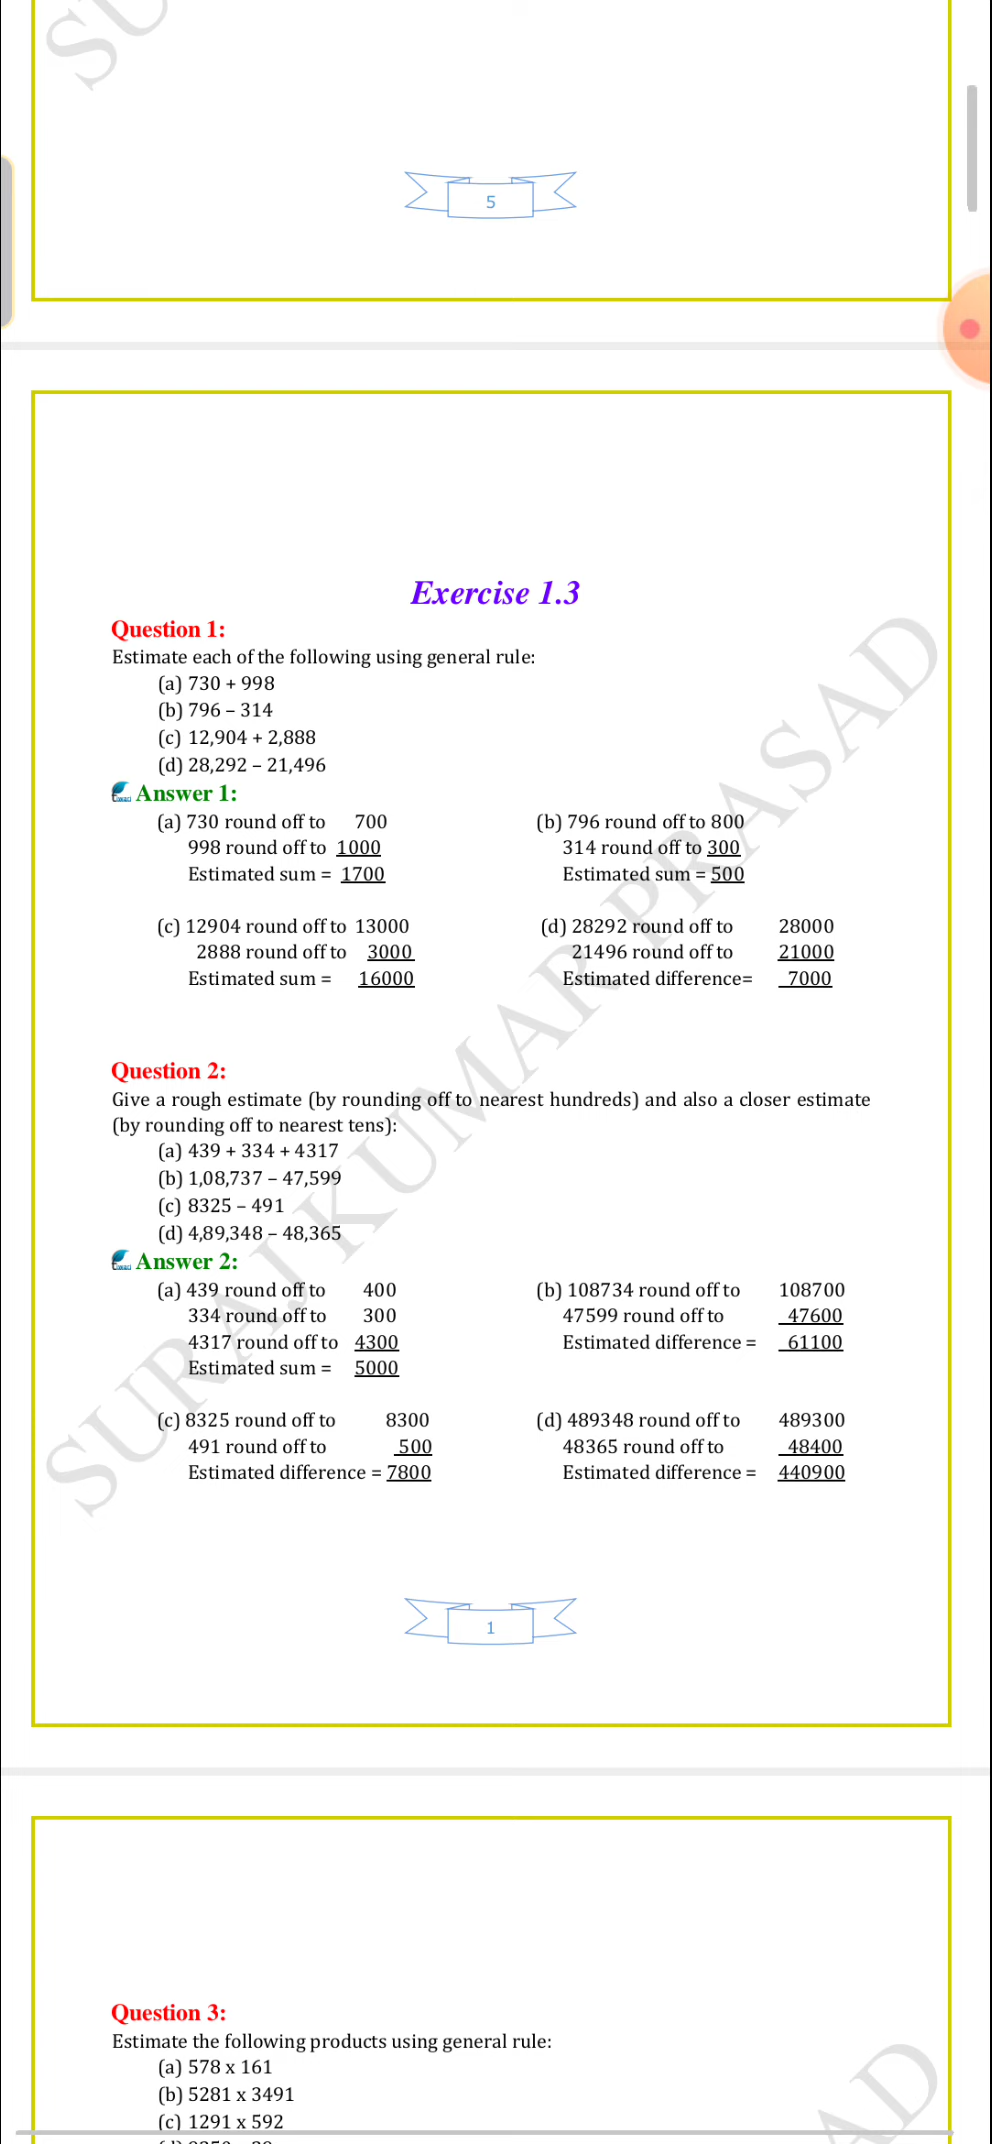 SU
5
Exercise 1.3
Question 1:
Estimate each of the following using general rule:
(a) 730 + 998
(b) 796 – 314
(c) 12,904 + 2,888
(d) 28,292 – 21,496
Answer 1:
(a) 730 round off to 700
998 round off to 1000
Estimated sum = 1700
(b) 796 round off to 800
314 round off to 300
Estimated sum = 500
(c) 12904 round off to 13000
2888 round off to 3000
Estimated sum = 16000
(d) 28292 round off to 28000
21496 round off to 21000
Estimated difference= 7000
Question 2:
Give a rough estimate (by rounding off to nearest hundreds) and also a closer estimate
(by rounding off to nearest tens):
(a) 439 + 334 + 4317
(b) 1,08,737 – 47,599
(c) 8325 – 491
(d) 4,89,348 – 48,365
Answer 2:
(a) 439 round off to 400
334 round off to 300
4317 round off to 4300
Estimated sum = 5000
(b) 108734 round off to 108700
47599 round off to 47600
Estimated difference = 61100
(c) 8325 round off to 8300
491 round off to 500
Estimated difference = 7800
(d) 489348 round off to 489300
48365 round off to 48400
Estimated difference = 440900
SURAJ KUMAR PRASAD
1
Question 3:
Estimate the following products using general rule:
(a) 578 x 161
(b) 5281 x 3491
(c) 1291 x 592
AD